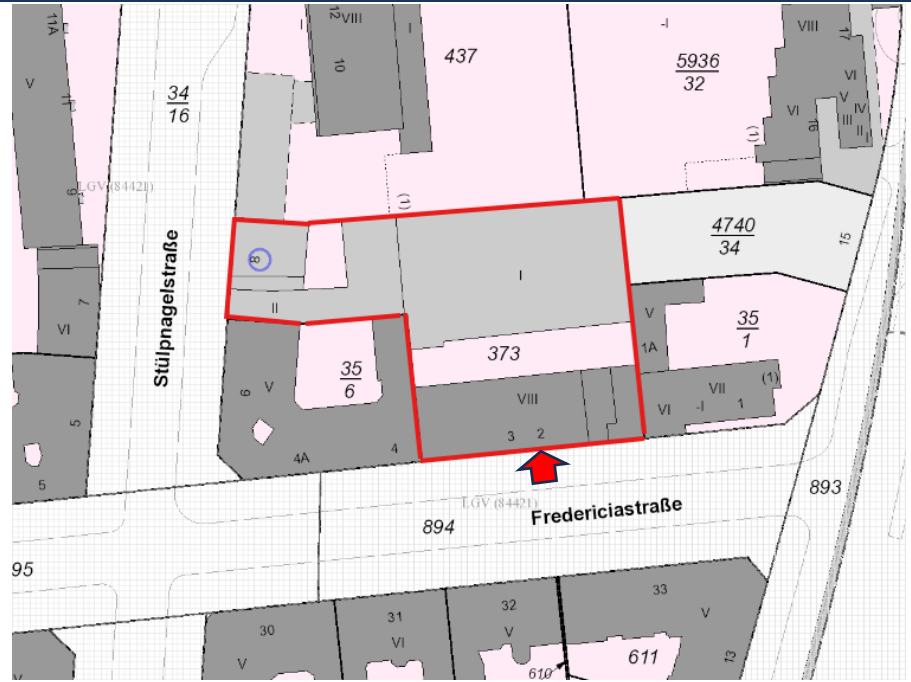 11A
12
VIII
I
-I
VIII
17
V
10
437
5936
32
VI
VI
V
IV
III
II
I
16
11
34
16
(1)
9
LGV (84421)
(1)
4740
34
15
Stülpnagelstraße
8
I
7
II
V
35
1
VI
1A
373
35
6
V
6
VIII
VII
(1)
VI
-I
1
5
3
2
4
4A
5
893
LGV (84421)
Fredericiastraße
894
95
33
32
31
30
V
VI
V
V
V
611
610
13